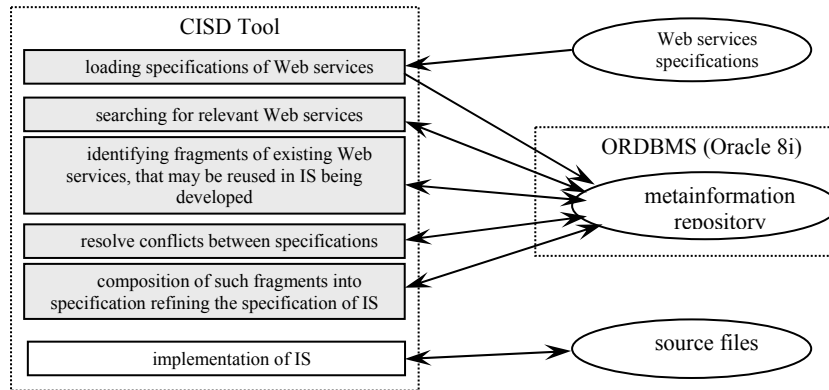 CISD Tool
loading specifications of Web services
searching for relevant Web services
identifying fragments of existing Web
services, that may be reused in IS being
developed
resolve conflicts between specifications
composition of such fragments into
specification refining the specification of IS
implementation of IS
Web services
specifications
ORDBMS (Oracle 8i)
metainformation
repository
source files